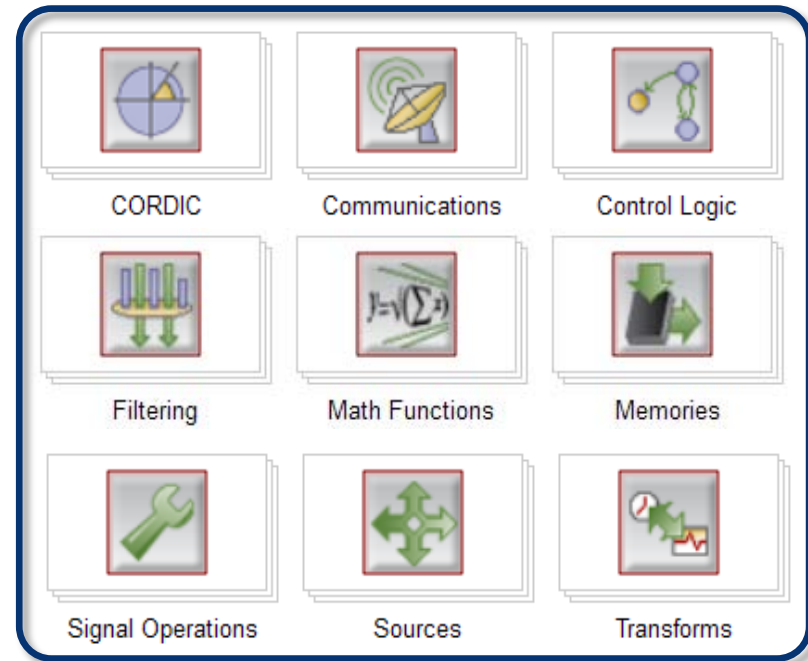 CORDIC
Communications
Control Logic
Filtering
y=√(∑x)
Math Functions
Memories
Signal Operations
Sources
Transforms